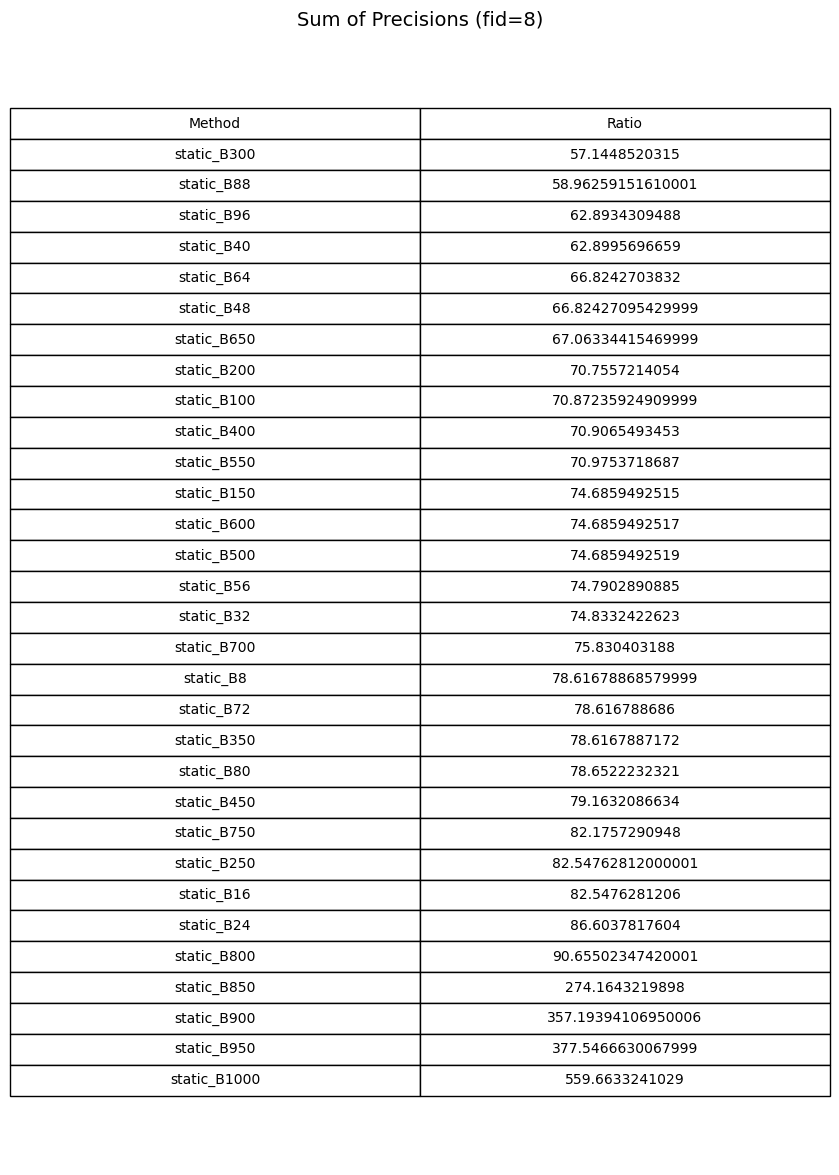 Sum of Precisions (fid=8)
Method Ratio
static_B300 57.1448520315
static_B88 58.96259151610001
static_B96 62.8934309488
static_B40 62.8995696659
static_B64 66.8242703832
static_B48 66.82427095429999
static_B650 67.06334415469999
static_B200 70.7557214054
static_B100 70.87235924909999
static_B400 70.9065493453
static_B550 70.9753718687
static_B150 74.6859492515
static_B600 74.6859492517
static_B500 74.6859492519
static_B56 74.7902890885
static_B32 74.8332422623
static_B700 75.830403188
static_B8 78.61678868579999
static_B72 78.616788686
static_B350 78.6167887172
static_B80 78.6522232321
static_B450 79.1632086634
static_B750 82.1757290948
static_B250 82.54762812000001
static_B16 82.5476281206
static_B24 86.6037817604
static_B800 90.65502347420001
static_B850 274.1643219898
static_B900 357.19394106950006
static_B950 377.5466630067999
static_B1000 559.6633241029